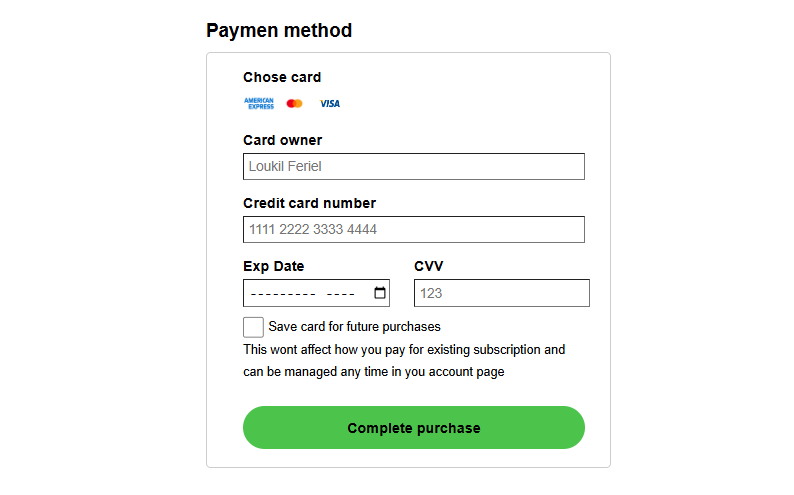 Paymen method
Chose card
AMERICAN
EXPRESS
VISA
Card owner
Loukil Feriel
Credit card number
1111 2222 3333 4444
Exp Date
CVV
--------- ----
123
Save card for future purchases
This wont affect how you pay for existing subscription and
can be managed any time in you account page
Complete purchase